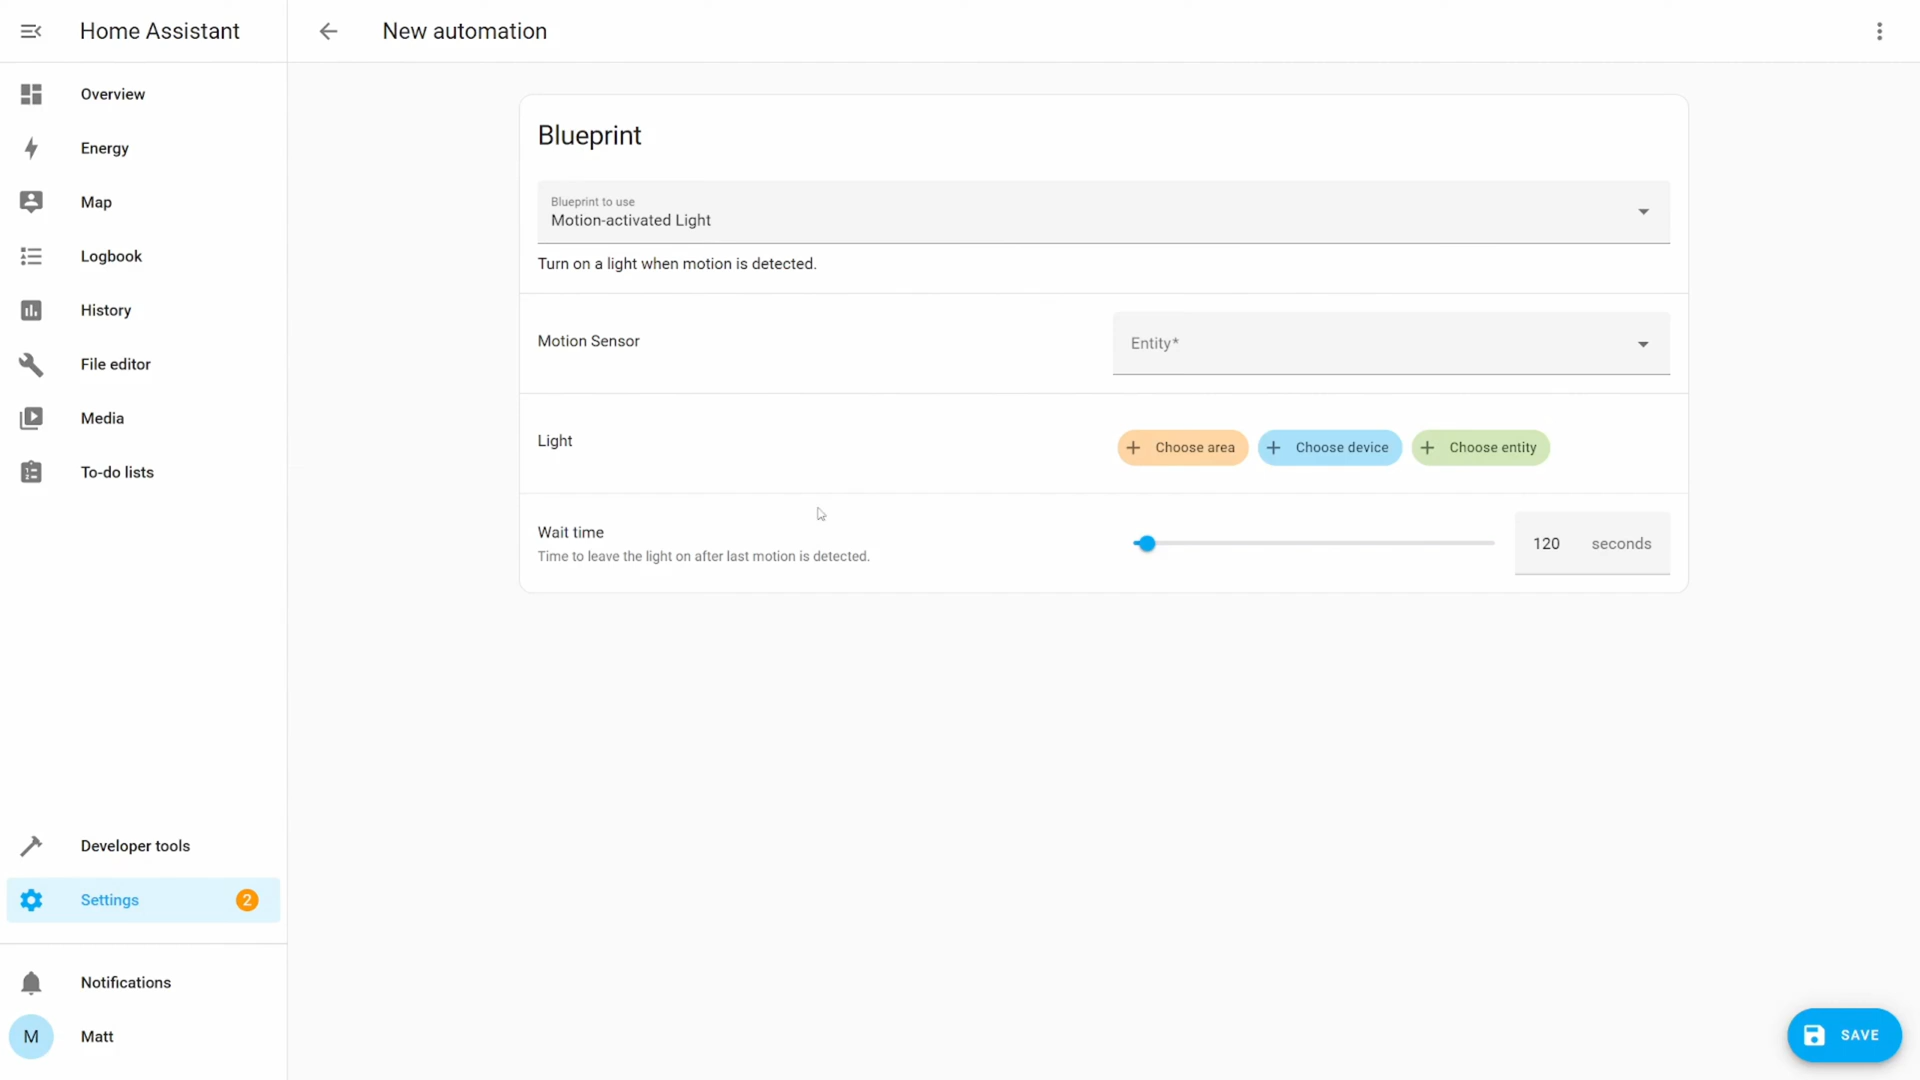 Home Assistant
New automation
Overview
Energy
Map
Logbook
History
File editor
Media
To-do lists
Developer tools
Settings
2
Notifications
M
Matt
Blueprint
Blueprint to use
Motion-activated Light
Turn on a light when motion is detected.
Motion Sensor
Entity*
Light
Choose area
Choose device
Choose entity
Wait time
Time to leave the light on after last motion is detected.
120 seconds
SAVE